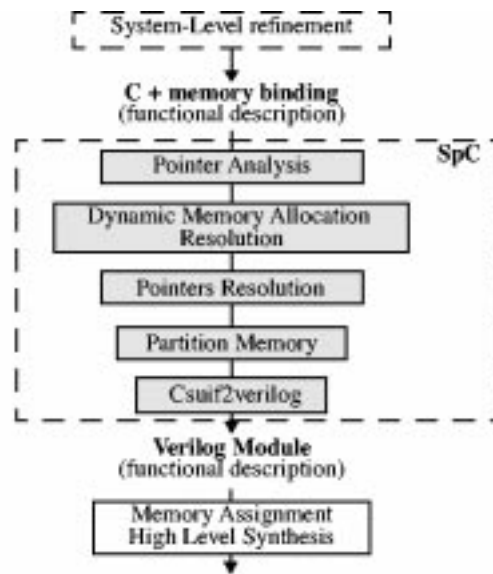 System-Level refinement
C + memory binding
(functional description)
SpC
Pointer Analysis
Dynamic Memory Allocation
Resolution
Pointers Resolution
Partition Memory
Csuif2verilog
Verilog Module
(functional description)
Memory Assignment
High Level Synthesis